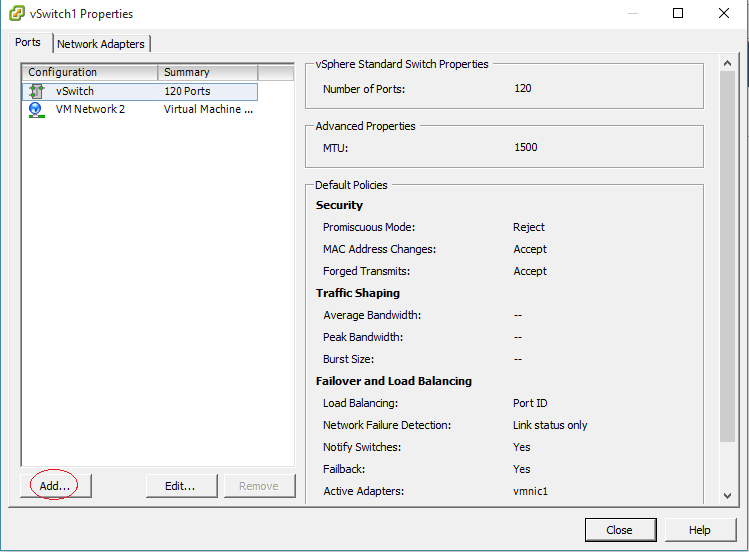 vSwitch1 Properties
Ports Network Adapters
Configuration Summary
vSwitch 120 Ports
VM Network 2 Virtual Machine ...
Add... Edit... Remove
vSphere Standard Switch Properties
Number of Ports: 120
Advanced Properties
MTU: 1500
Default Policies
Security
Promiscuous Mode: Reject
MAC Address Changes: Accept
Forged Transmits: Accept
Traffic Shaping
Average Bandwidth: --
Peak Bandwidth: --
Burst Size: --
Failover and Load Balancing
Load Balancing: Port ID
Network Failure Detection: Link status only
Notify Switches: Yes
Failback: Yes
Active Adapters: vmnic1
Close Help